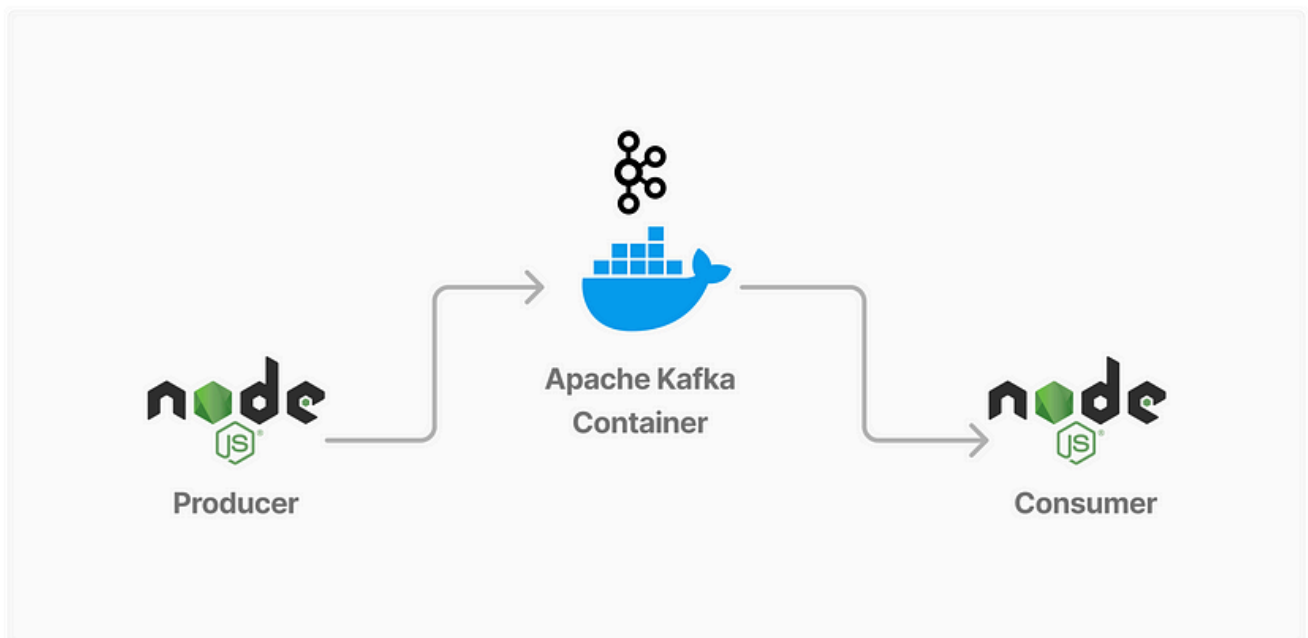 Apache Kafka
Container
node
JS
Producer
node
JS
Consumer